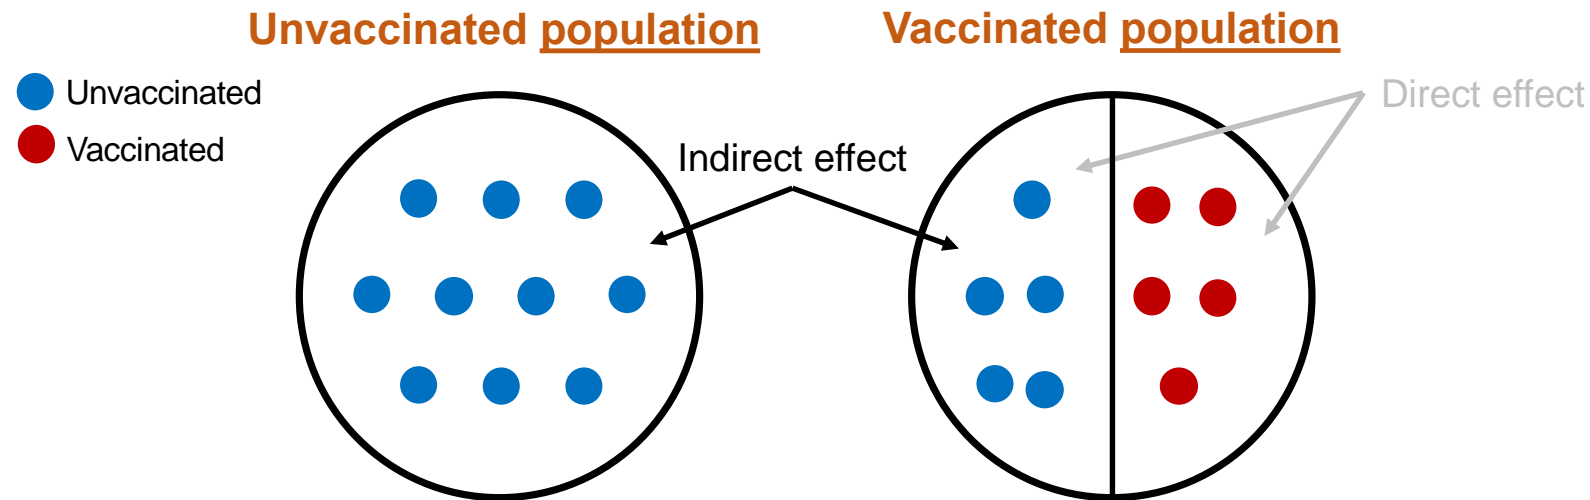 Unvaccinated population
Vaccinated population
Unvaccinated
Vaccinated
Indirect effect
Direct effect